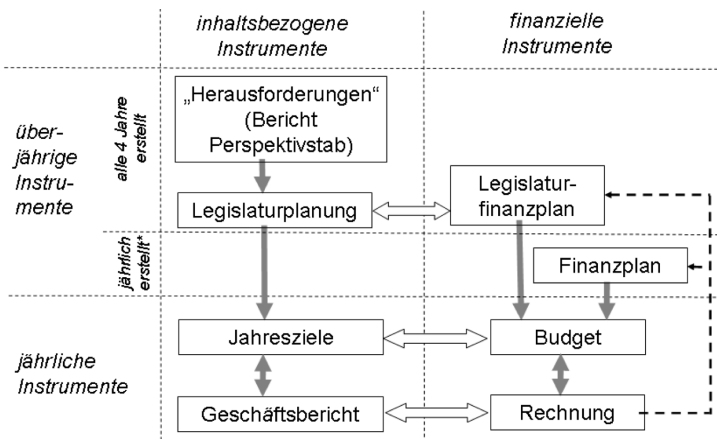 inhaltsbezogene
Instrumente
finanzielle
Instrumente
über-
jährige
Instru-
mente
alle 4 Jahre
erstellt
„Herausforderungen“
(Bericht
Perspektivstab)
Legislaturplanung
Legislatur-
finanzplan
jährlich
erstellt*
Finanzplan
jährliche
Instrumente
Jahresziele
Budget
Geschäftsbericht
Rechnung